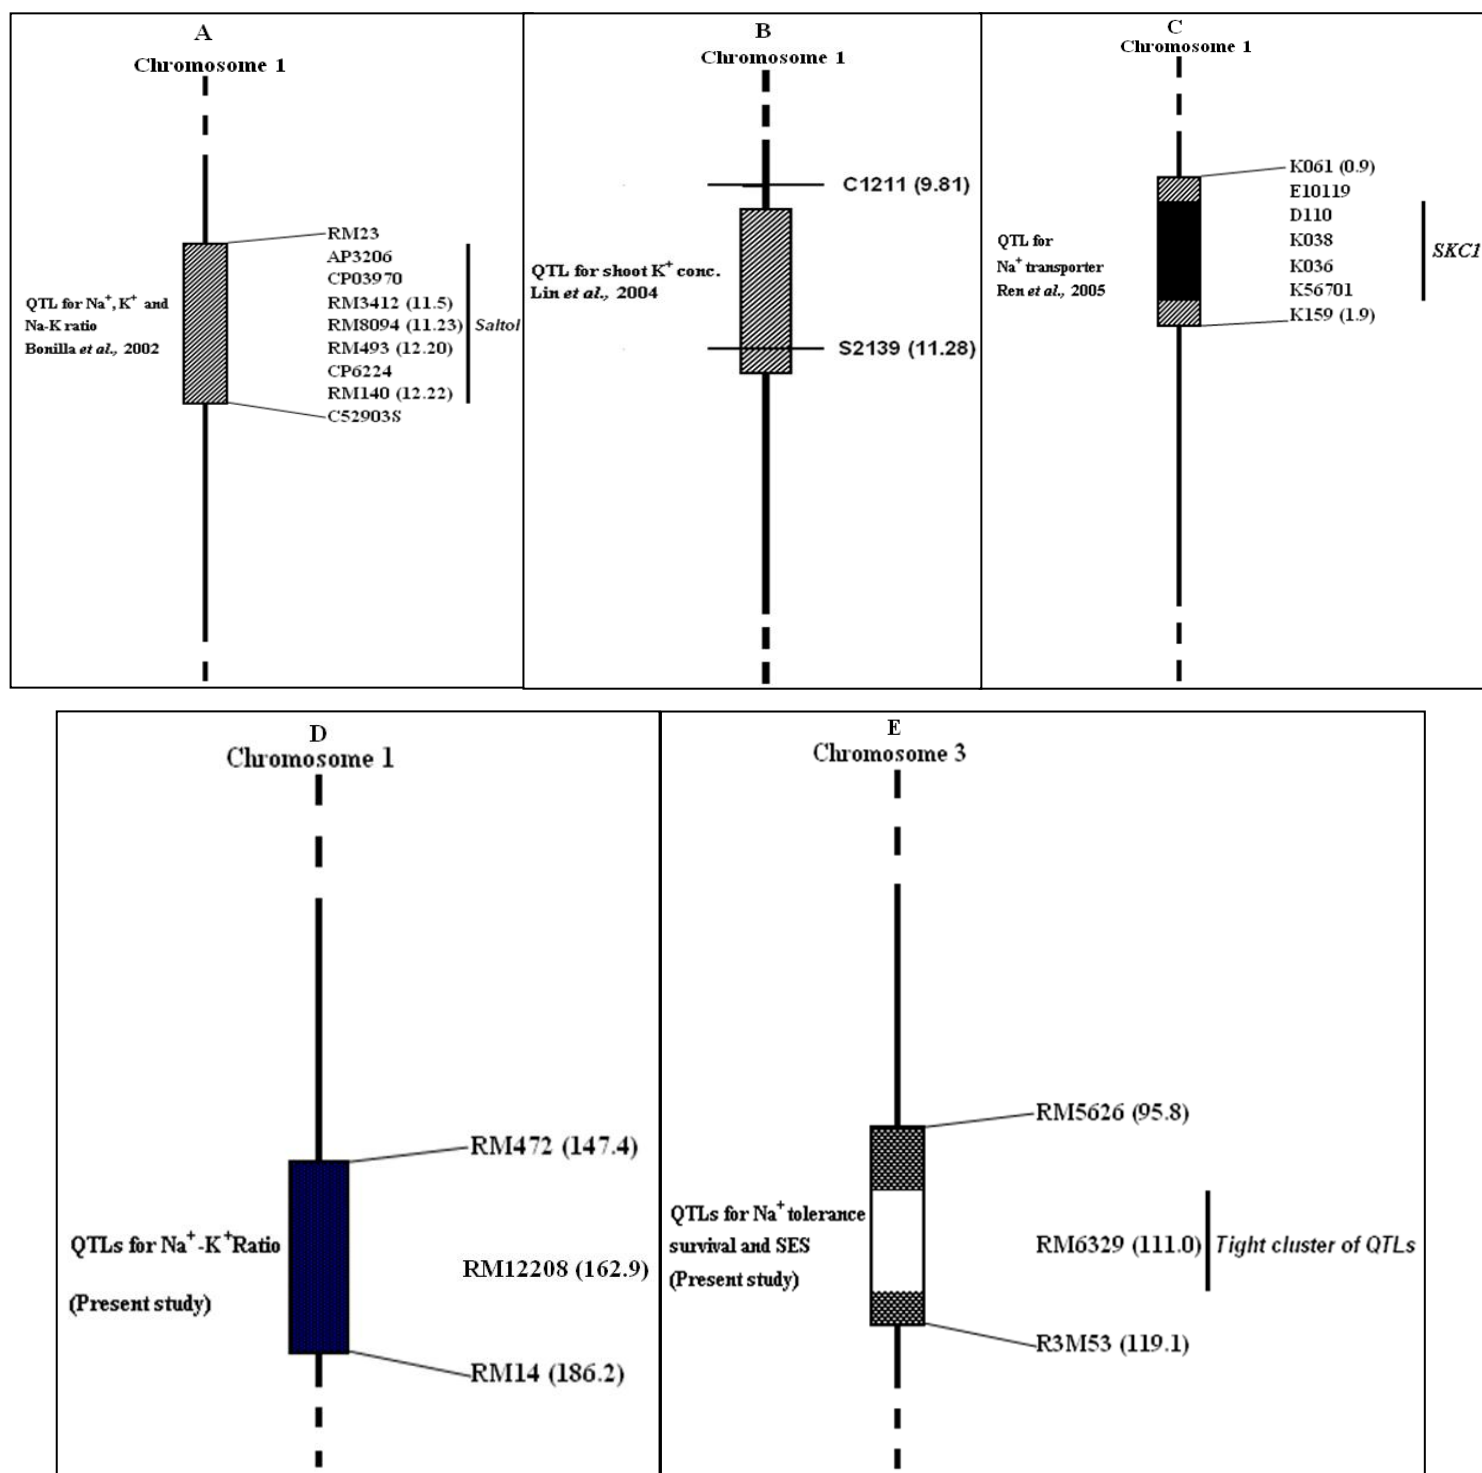 A
Chromosome 1
RM23
AP3206
CP03970
RM3412 (11.5)
RM8094 (11.23)
RM493 (12.20)
CP6224
RM140 (12.22)
C52903S
Saltol
QTL for Na+, K+ and
Na-K ratio
Bonilla et al., 2002
B
Chromosome 1
C1211 (9.81)
QTL for shoot K+ conc.
Lin et al., 2004
S2139 (11.28)
C
Chromosome 1
K061 (0.9)
E10119
D110
K038
K036
K56701
K159 (1.9)
SKC1
QTL for
Na+ transporter
Ren et al., 2005
D
Chromosome 1
RM472 (147.4)
QTLs for Na+-K+Ratio
(Present study)
RM12208 (162.9)
RM14 (186.2)
E
Chromosome 3
RM5626 (95.8)
QTLs for Na+ tolerance
survival and SES
(Present study)
RM6329 (111.0)
Tight cluster of QTLs
R3M53 (119.1)